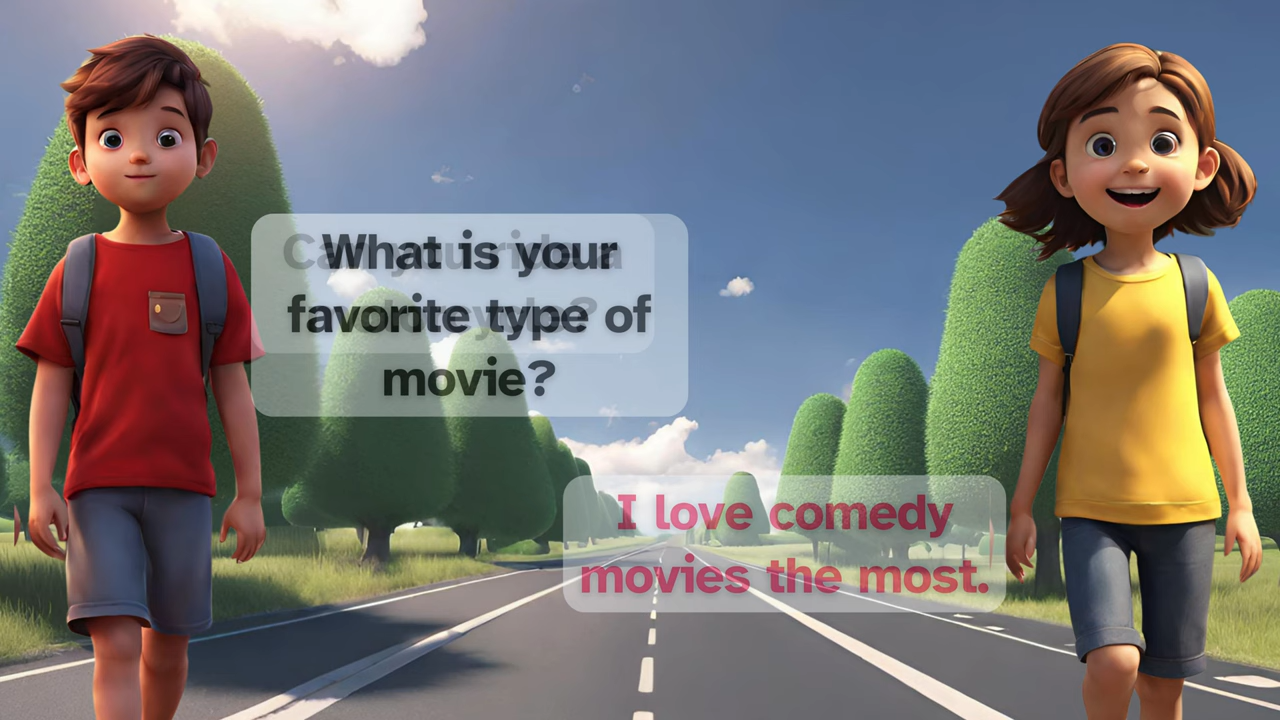 What is your
favorite type of
movie?
I love comedy
movies the most.